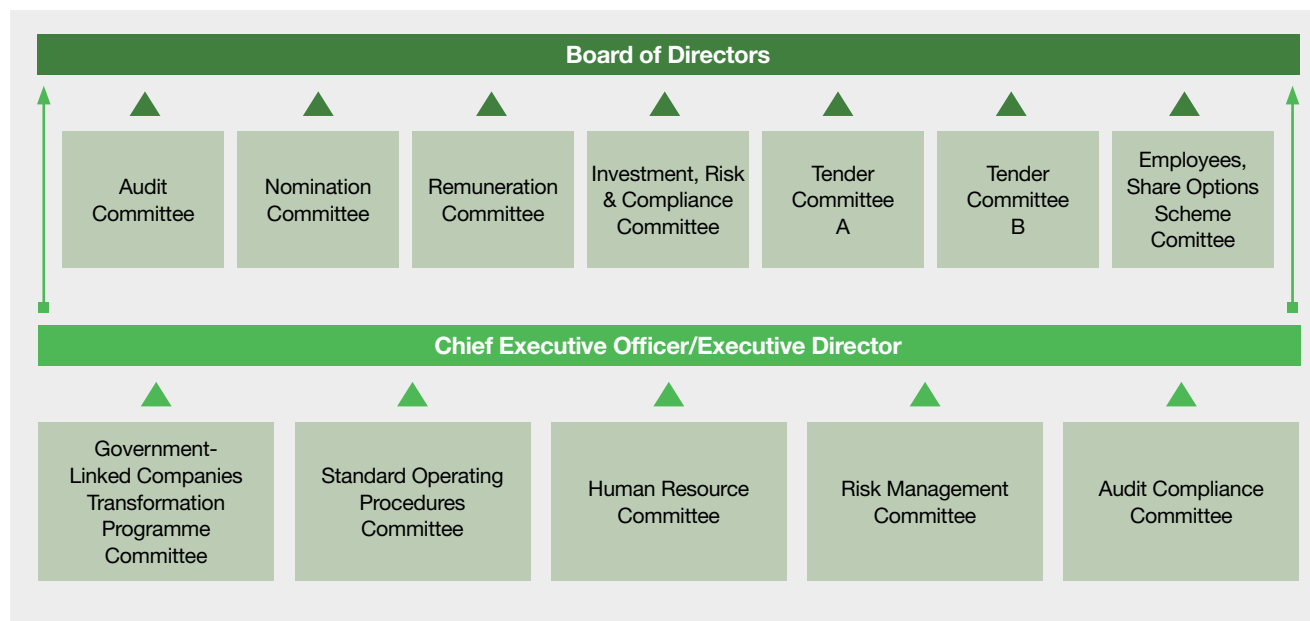 Board of Directors
Audit
Committee
Nomination
Committee
Remuneration
Committee
Investment, Risk
& Compliance
Committee
Tender
Committee
A
Tender
Committee
B
Employees,
Share Options
Scheme
Comittee
Chief Executive Officer/Executive Director
Government-
Linked Companies
Transformation
Programme
Committee
Standard Operating
Procedures
Committee
Human Resource
Committee
Risk Management
Committee
Audit Compliance
Committee